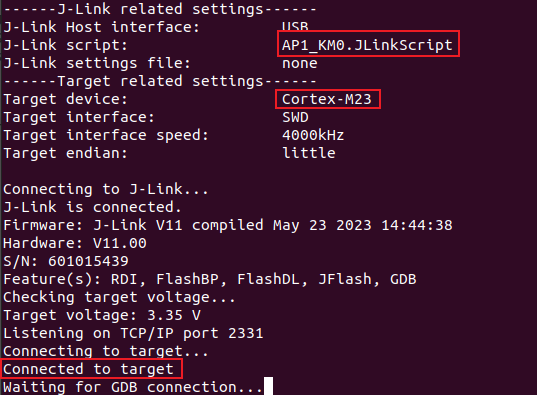 ------J-Link related settings------
J-Link Host interface: USB
J-Link script: AP1_KM0.JLinkScript
J-Link settings file: none
------Target related settings------
Target device: Cortex-M23
Target interface: SWD
Target interface speed: 4000kHz
Target endian: little
Connecting to J-Link...
J-Link is connected.
Firmware: J-Link V11 compiled May 23 2023 14:44:38
Hardware: V11.00
S/N: 601015439
Feature(s): RDI, FlashBP, FlashDL, JFlash, GDB
Checking target voltage...
Target voltage: 3.35 V
Listening on TCP/IP port 2331
Connecting to target...
Connected to target
Waiting for GDB connection...